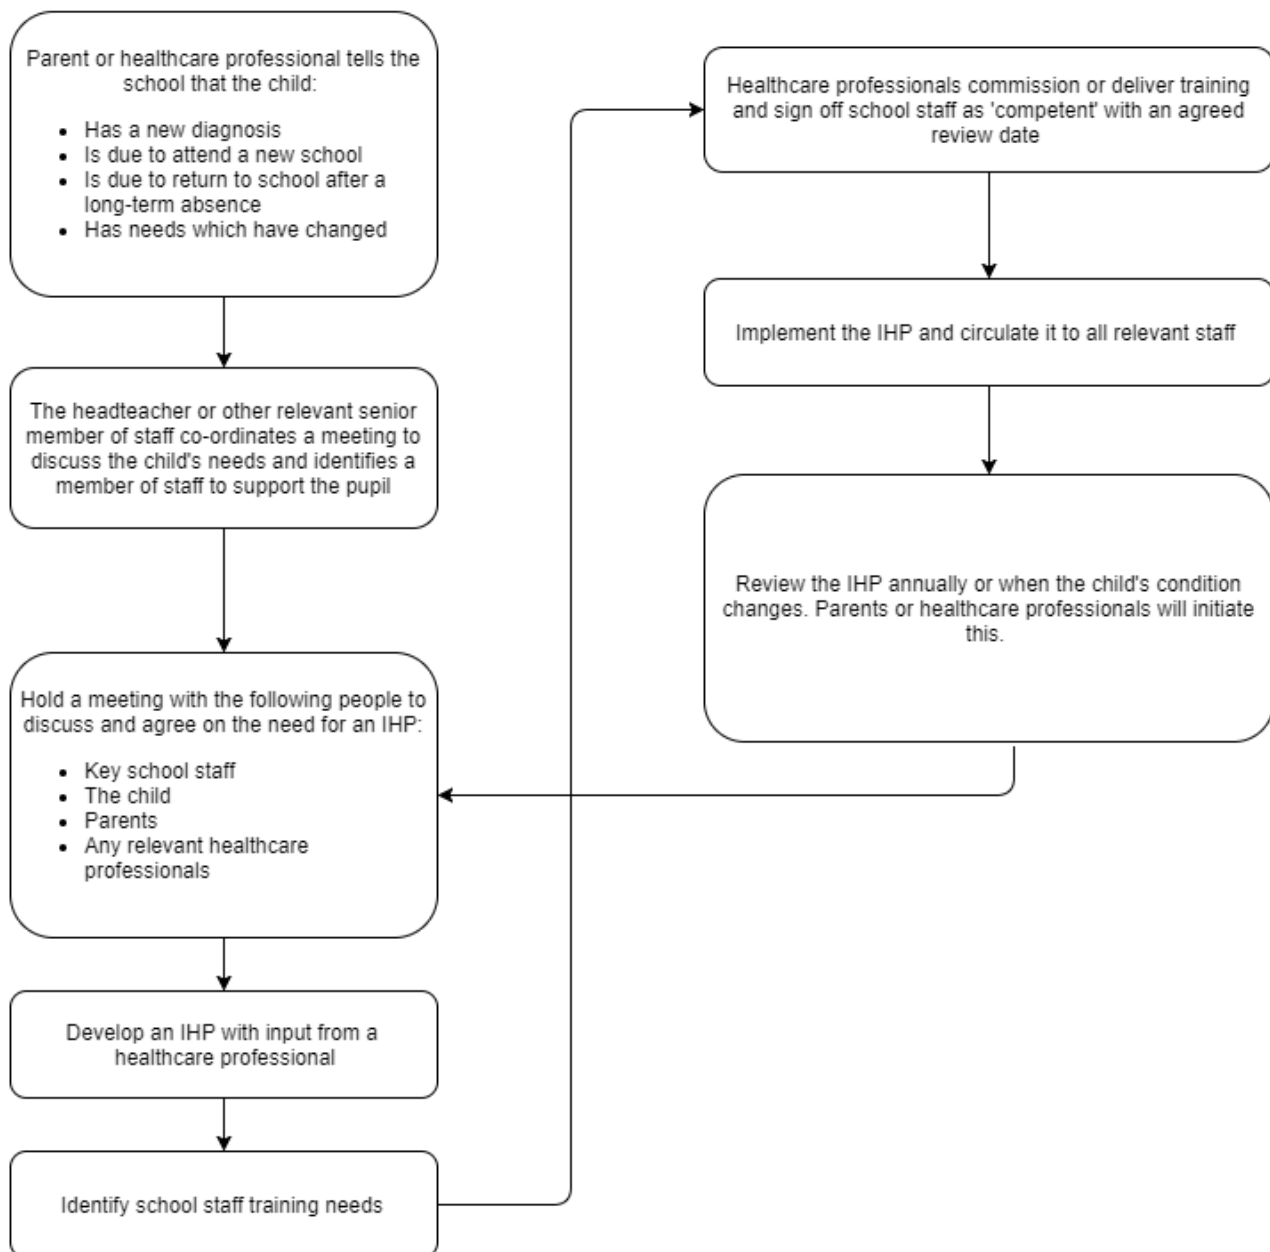 Parent or healthcare professional tells the
school that the child:
Has a new diagnosis
Is due to attend a new school
Is due to return to school after a
long-term absence
Has needs which have changed
The headteacher or other relevant senior
member of staff co-ordinates a meeting to
discuss the child's needs and identifies a
member of staff to support the pupil
Hold a meeting with the following people to
discuss and agree on the need for an IHP:
Key school staff
The child
Parents
Any relevant healthcare
professionals
Develop an IHP with input from a
healthcare professional
Identify school staff training needs
Healthcare professionals commission or deliver training
and sign off school staff as 'competent' with an agreed
review date
Implement the IHP and circulate it to all relevant staff
Review the IHP annually or when the child's condition
changes. Parents or healthcare professionals will initiate
this.